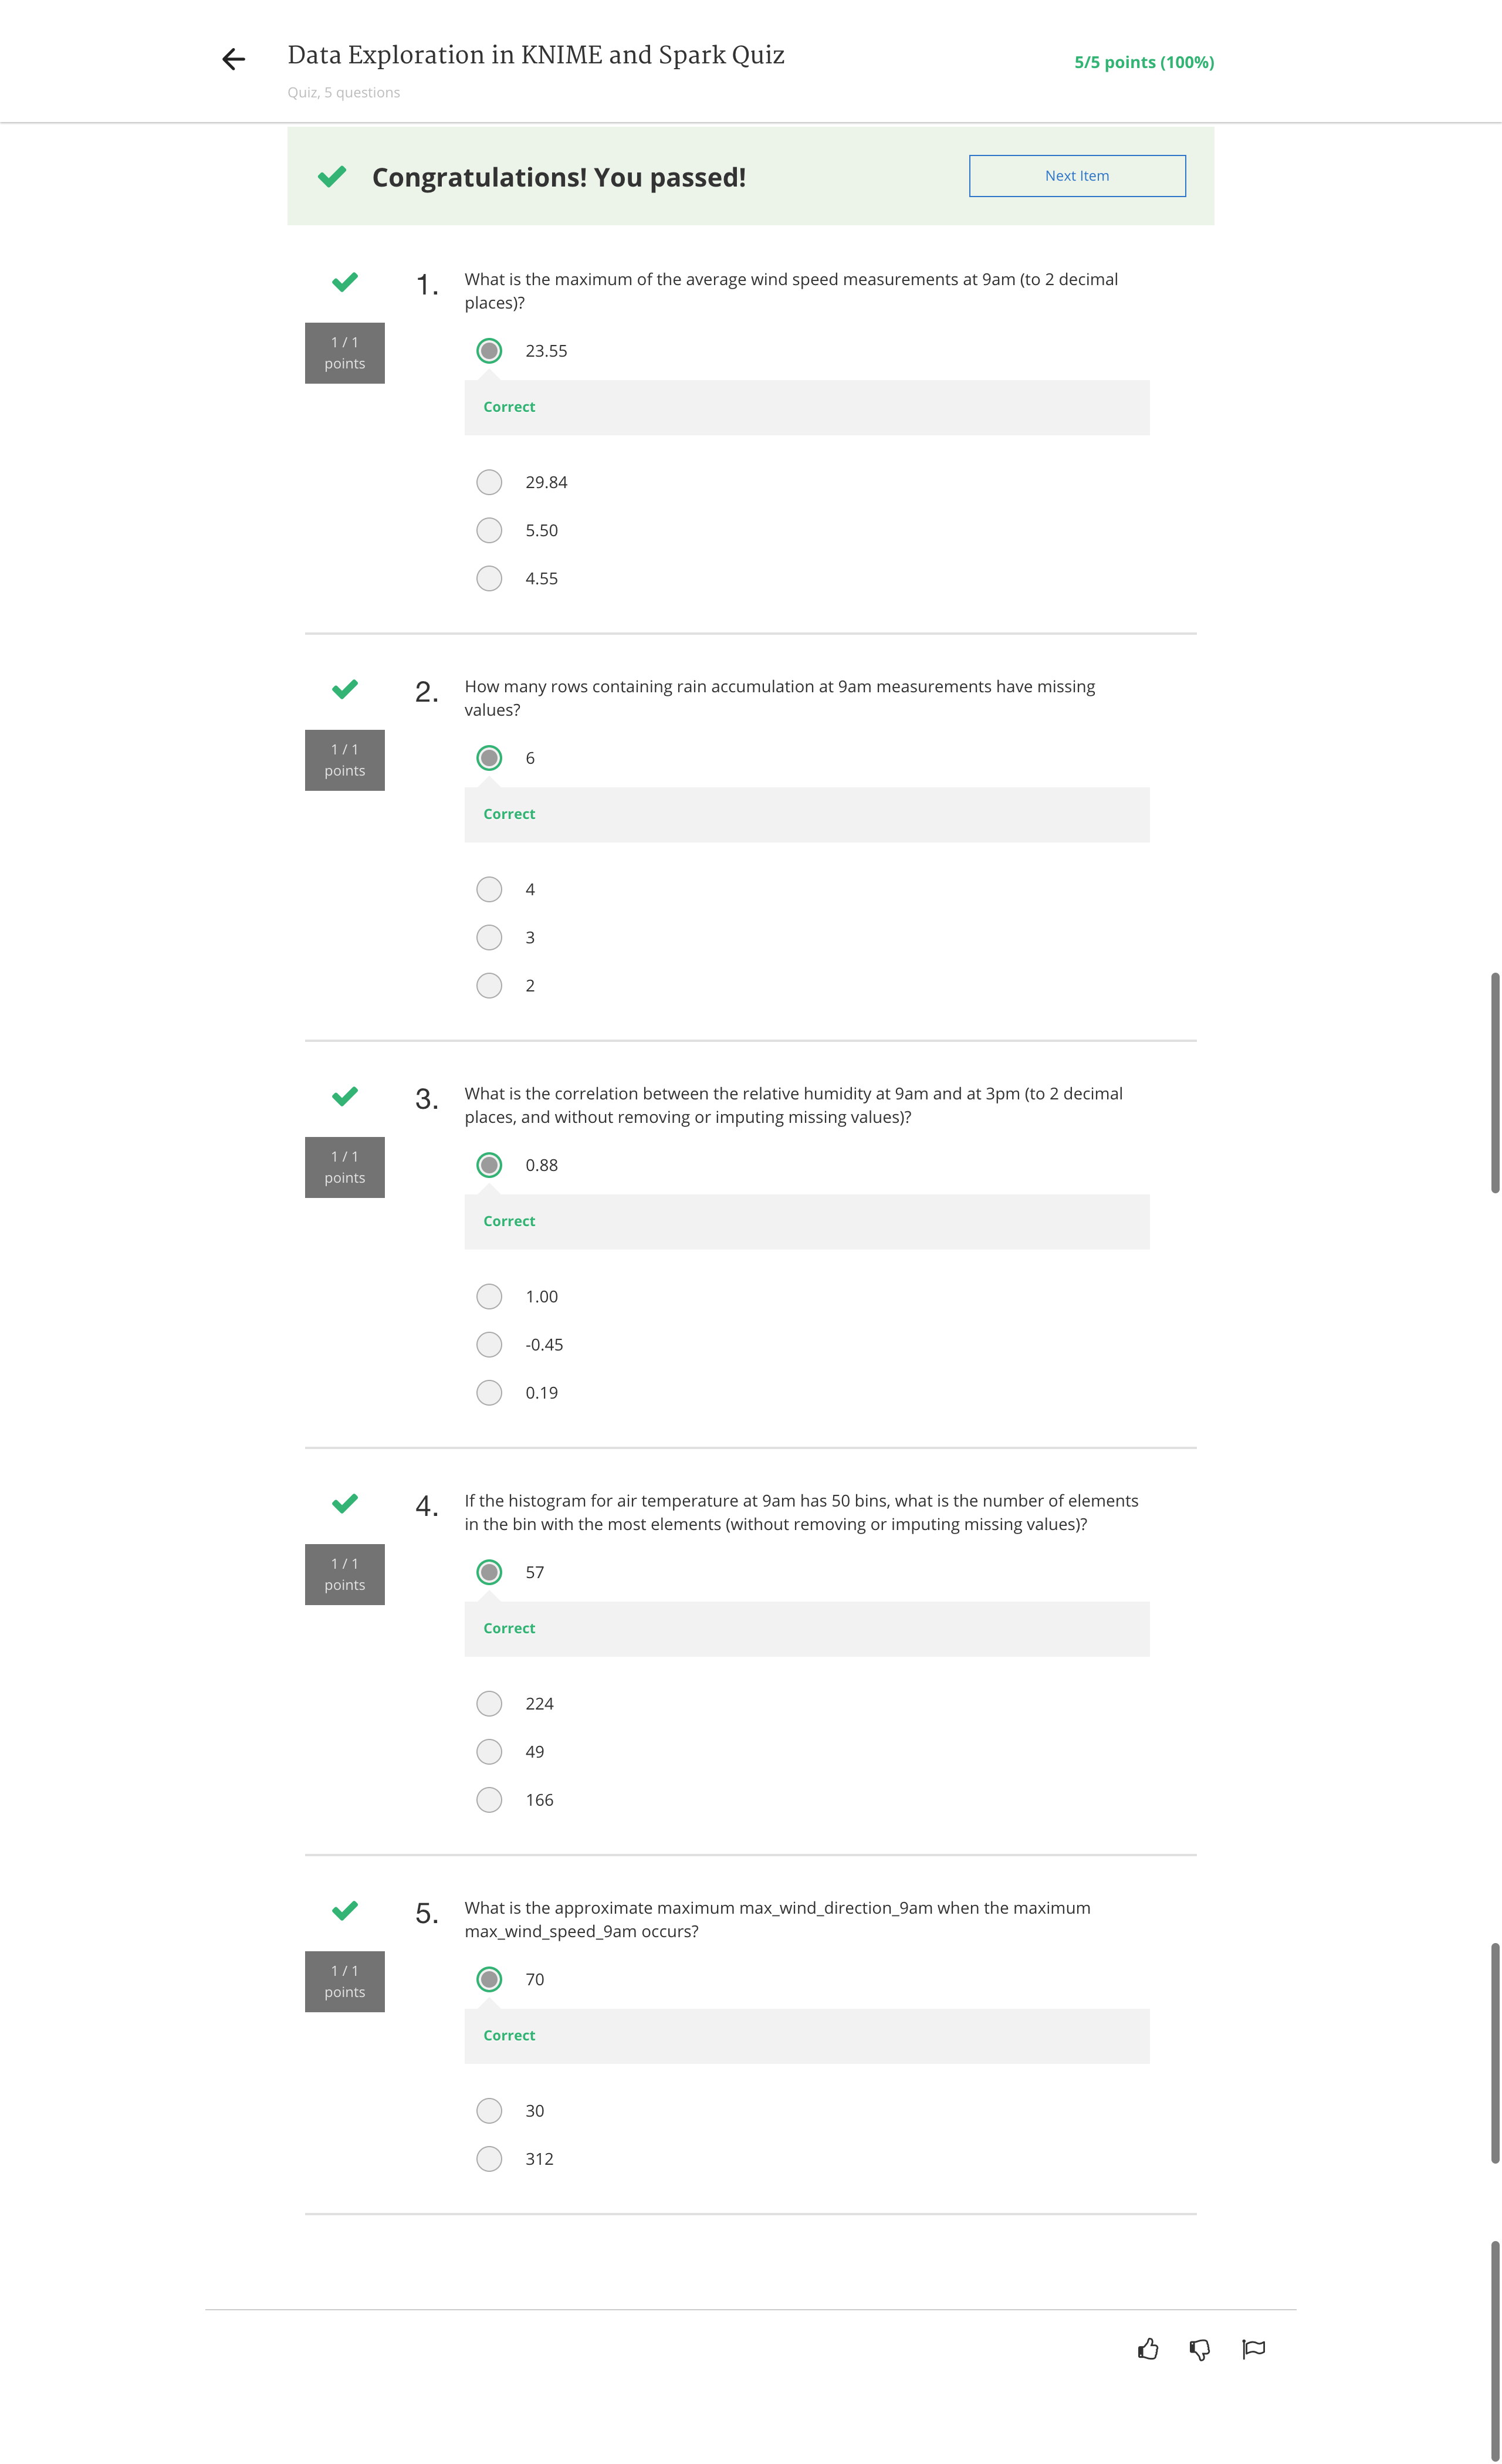 Data Exploration in KNIME and Spark Quiz
5/5 points (100%)
Quiz, 5 questions
Congratulations! You passed!
Next Item
1.
What is the maximum of the average wind speed measurements at 9am (to 2 decimal
places)?
1 / 1
points
23.55
Correct
29.84
5.50
4.55
2.
How many rows containing rain accumulation at 9am measurements have missing
values?
1 / 1
points
6
Correct
4
3
2
3.
What is the correlation between the relative humidity at 9am and at 3pm (to 2 decimal
places, and without removing or imputing missing values)?
1 / 1
points
0.88
Correct
1.00
-0.45
0.19
4.
If the histogram for air temperature at 9am has 50 bins, what is the number of elements
in the bin with the most elements (without removing or imputing missing values)?
1 / 1
points
57
Correct
224
49
166
5.
What is the approximate maximum max_wind_direction_9am when the maximum
max_wind_speed_9am occurs?
1 / 1
points
70
Correct
30
312